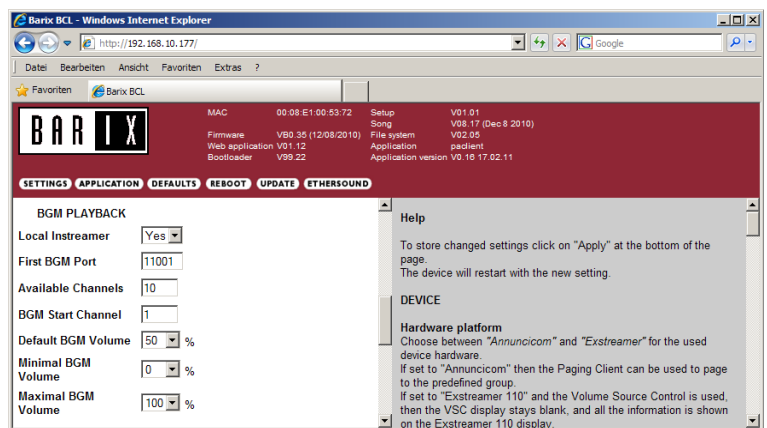 Barix BCL - Windows Internet Explorer
http://192.168.10.177/
Google
Datei Bearbeiten Ansicht Favoriten Extras ?
Favoriten Barix BCL
BARIX
MAC 00:08:E1:00:53:72 Setup V01.01
Song V08.17 (Dec 8 2010)
Firmware VB0.35 (12/08/2010) File system V02.05
Web application V01.12 Application paclient
Bootloader V99.22 Application version V0.16 17.02.11
SETTINGS APPLICATION DEFAULTS REBOOT UPDATE ETHERSOUND
BGM PLAYBACK
Local Instreamer Yes
First BGM Port 11001
Available Channels 10
BGM Start Channel 1
Default BGM Volume 50 %
Minimal BGM
Volume 0 %
Maximal BGM
Volume 100 %
Help
To store changed settings click on "Apply" at the bottom of the
page.
The device will restart with the new setting.
DEVICE
Hardware platform
Choose between "Annuncicom" and "Exstreamer" for the used
device hardware.
If set to "Annuncicom" then the Paging Client can be used to page
to the predefined group.
If set to "Exstreamer 110" and the Volume Source Control is used,
then the VSC display stays blank, and all the information is shown
on the Exstreamer 110 display.